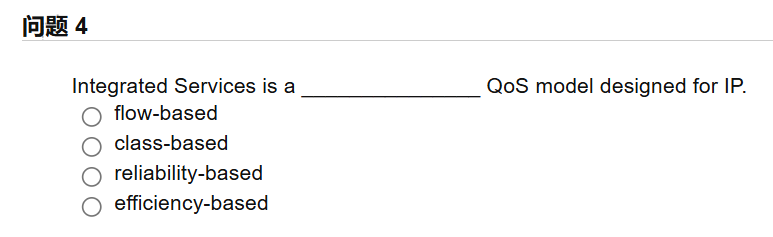 问题 4
Integrated Services is a ________________ QoS model designed for IP.
flow-based
class-based
reliability-based
efficiency-based